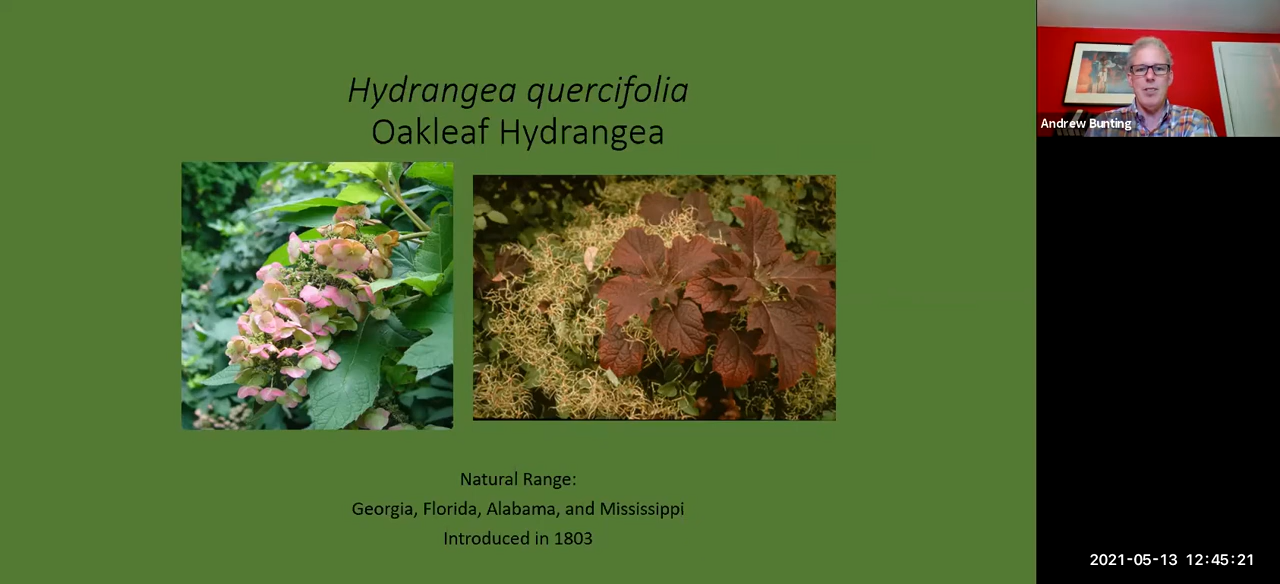 Hydrangea quercifolia
Oakleaf Hydrangea
Natural Range:
Georgia, Florida, Alabama, and Mississippi
Introduced in 1803
Andrew Bunting
2021-05-13 12:45:21